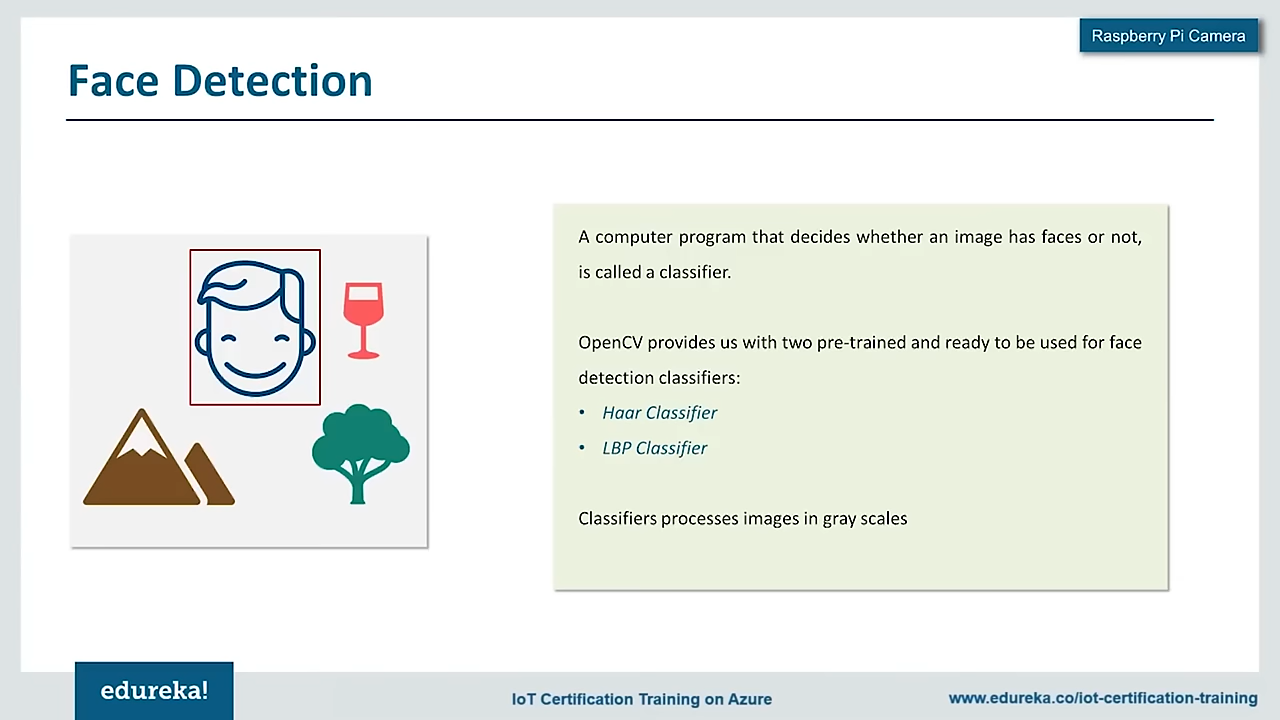 Raspberry Pi Camera
Face Detection
A computer program that decides whether an image has faces or not,
is called a classifier.
OpenCV provides us with two pre-trained and ready to be used for face
detection classifiers:
• Haar Classifier
• LBP Classifier
Classifiers processes images in gray scales
edureka!
IoT Certification Training on Azure
www.edureka.co/iot-certification-training